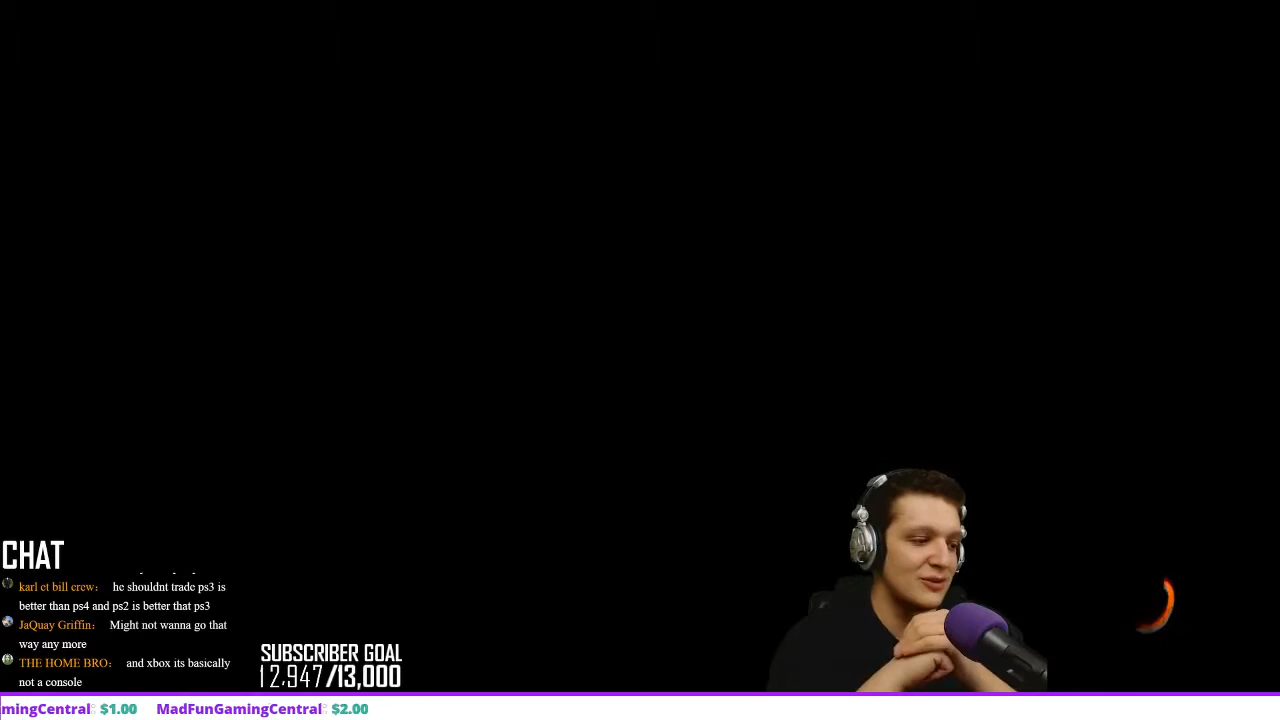 CHAT
karl et bill crew: he shouldnt trade ps3 is
better than ps4 and ps2 is better that ps3
JaQuay Griffin: Might not wanna go that
way any more
THE HOME BRO: and xbox its basically
not a console
SUBSCRIBER GOAL
12,947/13,000
mingCentral: $1.00 MadFunGamingCentral: $2.00